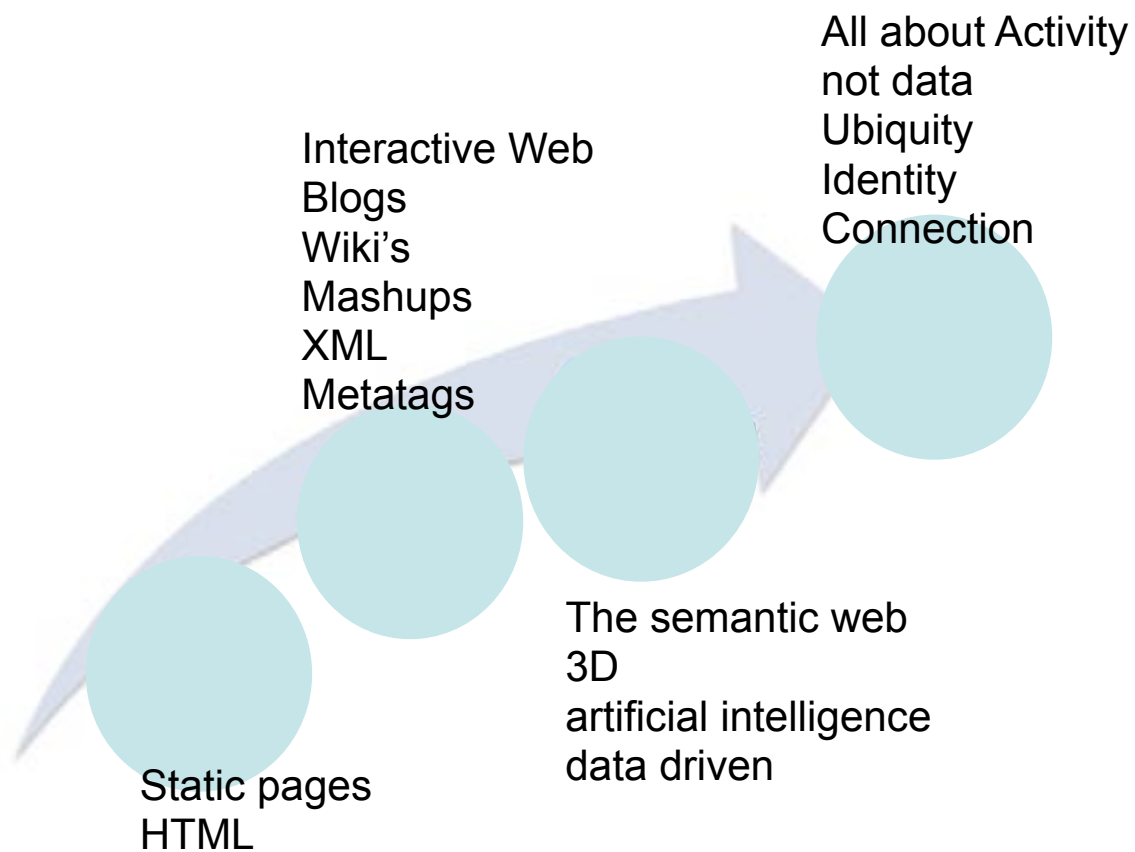 Static pages
HTML
Interactive Web
Blogs
Wiki’s
Mashups
XML
Metatags
The semantic web
3D
artificial intelligence
data driven
All about Activity
not data
Ubiquity
Identity
Connection